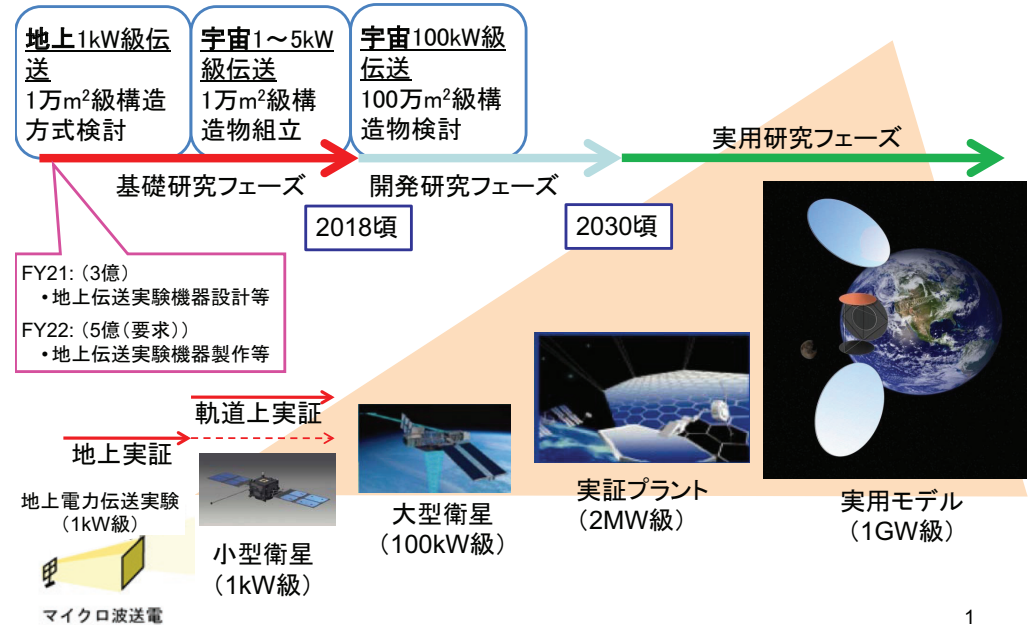 地上1kW級伝
送
1万m²級構造
方式検討
宇宙1~5kW
級伝送
1万m²級構
造物組立
宇宙100kW級
伝送
100万m²級構
造物検討
基礎研究フェーズ
開発研究フェーズ
実用研究フェーズ
2018頃
2030頃
FY21: (3億)
•地上伝送実験機器設計等
FY22: (5億(要求))
•地上伝送実験機器製作等
軌道上実証
地上実証
地上電力伝送実験
(1kW級)
マイクロ波送電
小型衛星
(1kW級)
大型衛星
(100kW級)
実証プラント
(2MW級)
実用モデル
(1GW級)
1